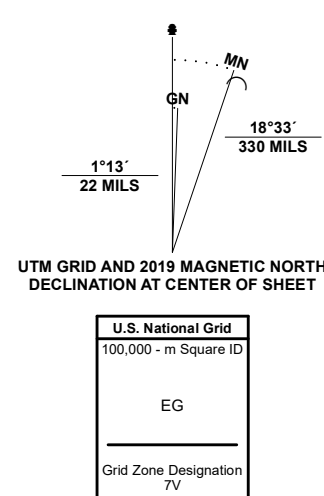 MN
GN
18°33´
330 MILS
1°13´
22 MILS
UTM GRID AND 2019 MAGNETIC NORTH
DECLINATION AT CENTER OF SHEET
U.S. National Grid
100,000 - m Square ID
EG
Grid Zone Designation
7V